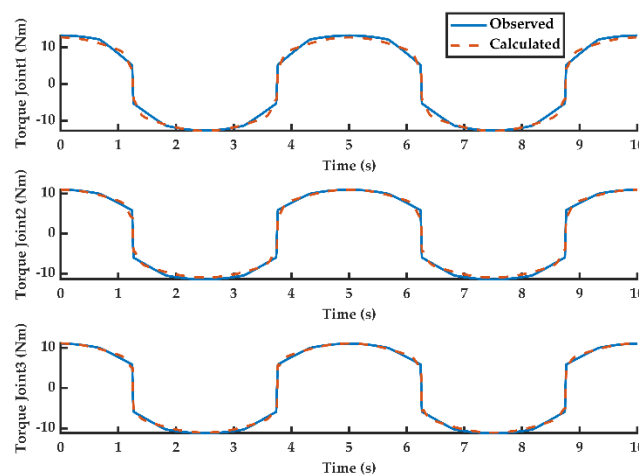 Observed
Calculated
Torque Joint1 (Nm)
10
0
-10
0 1 2 3 4 5 6 7 8 9 10
Time (s)
Torque Joint2 (Nm)
10
0
-10
0 1 2 3 4 5 6 7 8 9 10
Time (s)
Torque Joint3 (Nm)
10
0
-10
0 1 2 3 4 5 6 7 8 9 10
Time (s)